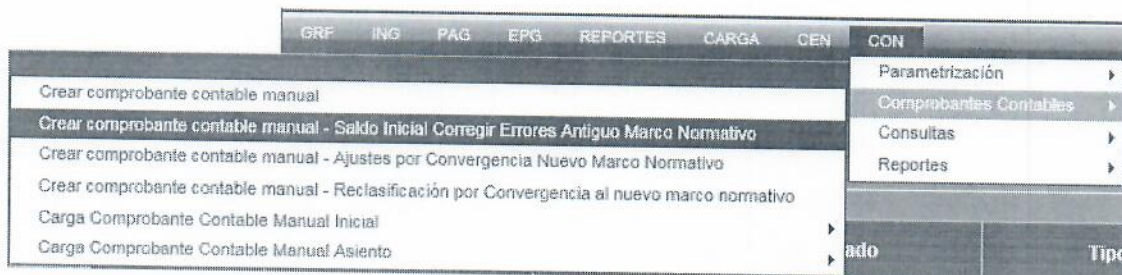 GRF ING PAG EPG REPORTES CARGA CEN CON
Parametrización
Comprobantes Contables
Consultas
Reportes
Crear comprobante contable manual
Crear comprobante contable manual - Saldo Inicial Corregir Errores Antiguo Marco Normativo
Crear comprobante contable manual - Ajustes por Convergencia Nuevo Marco Normativo
Crear comprobante contable manual - Reclasificación por Convergencia al nuevo marco normativo
Carga Comprobante Contable Manual Inicial
Carga Comprobante Contable Manual Asiento
ado Tipo